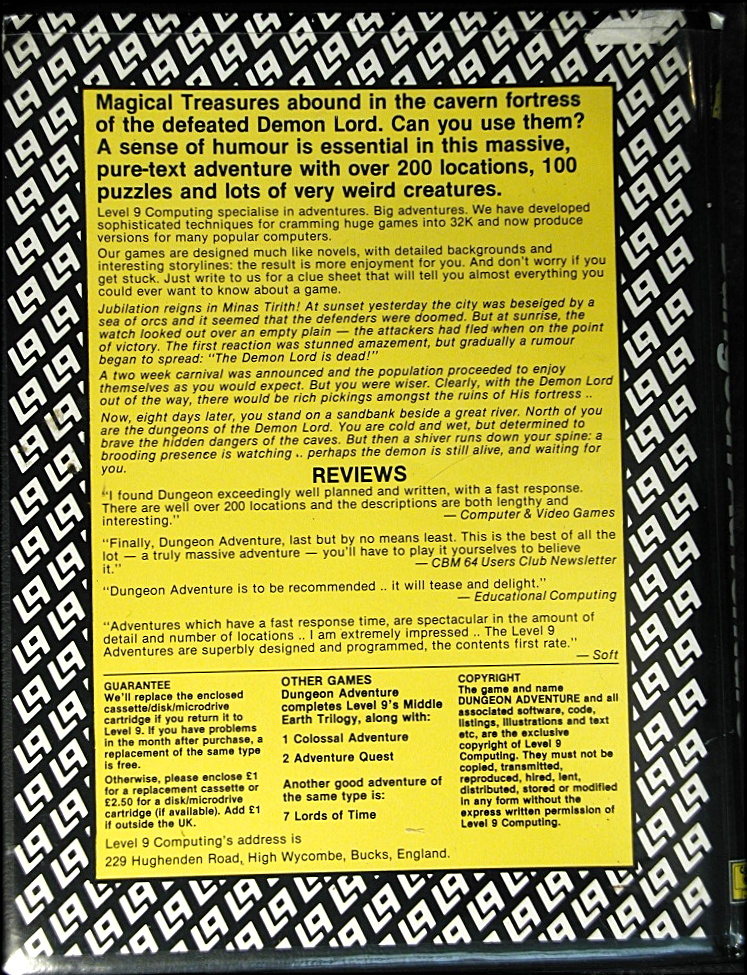 Magical Treasures abound in the cavern fortress
of the defeated Demon Lord. Can you use them?
A sense of humour is essential in this massive,
pure-text adventure with over 200 locations, 100
puzzles and lots of very weird creatures.
Level 9 Computing specialise in adventures. Big adventures. We have developed
sophisticated techniques for cramming huge games into 32K and now produce
versions for many popular computers.
Our games are designed much like novels, with detailed backgrounds and
interesting storylines: the result is more enjoyment for you. And don't worry if you
get stuck. Just write to us for a clue sheet that will tell you almost everything you
could ever want to know about a game.
Jubilation reigns in Minas Tirith! At sunset yesterday the city was beseiged by a
sea of orcs and it seemed that the defenders were doomed. But at sunrise, the
watch looked out over an empty plain — the attackers had fled when on the point
of victory. The first reaction was stunned amazement, but gradually a rumour
began to spread: "The Demon Lord is dead!"
A two week carnival was announced and the population proceeded to enjoy
themselves as you would expect. But you were wiser. Clearly, with the Demon Lord
out of the way, there would be rich pickings amongst the ruins of His fortress ..
Now, eight days later, you stand on a sandbank beside a great river. North of you
are the dungeons of the Demon Lord. You are cold and wet, but determined to
brave the hidden dangers of the caves. But then a shiver runs down your spine: a
brooding presence is watching .. perhaps the demon is still alive, and waiting for
you.
REVIEWS
"I found Dungeon exceedingly well planned and written, with a fast response.
There are well over 200 locations and the descriptions are both lengthy and
interesting." — Computer & Video Games
"Finally, Dungeon Adventure, last but by no means least. This is the best of all the
lot — a truly massive adventure — you'll have to play it yourselves to believe
it." — CBM 64 Users Club Newsletter
"Dungeon Adventure is to be recommended .. it will tease and delight."
— Educational Computing
"Adventures which have a fast response time, are spectacular in the amount of
detail and number of locations .. I am extremely impressed .. The Level 9
Adventures are superbly designed and programmed, the contents first rate."
— Soft
GUARANTEE
We'll replace the enclosed
cassette/disk/microdrive
cartridge if you return it to
Level 9. If you have problems
in the month after purchase, a
replacement of the same type
is free.
Otherwise, please enclose £1
for a replacement cassette or
£2.50 for a disk/microdrive
cartridge (if available). Add £1
if outside the UK.
OTHER GAMES
Dungeon Adventure
completes Level 9's Middle
Earth Trilogy, along with:
1 Colossal Adventure
2 Adventure Quest
Another good adventure of
the same type is:
7 Lords of Time
COPYRIGHT
The game and name
DUNGEON ADVENTURE and all
associated software, code,
listings, illustrations and text
etc, are the exclusive
copyright of Level 9
Computing. They must not be
copied, transmitted,
reproduced, hired, lent,
distributed, stored or modified
in any form without the
express written permission of
Level 9 Computing.
Level 9 Computing's address is
229 Hughenden Road, High Wycombe, Bucks, England.